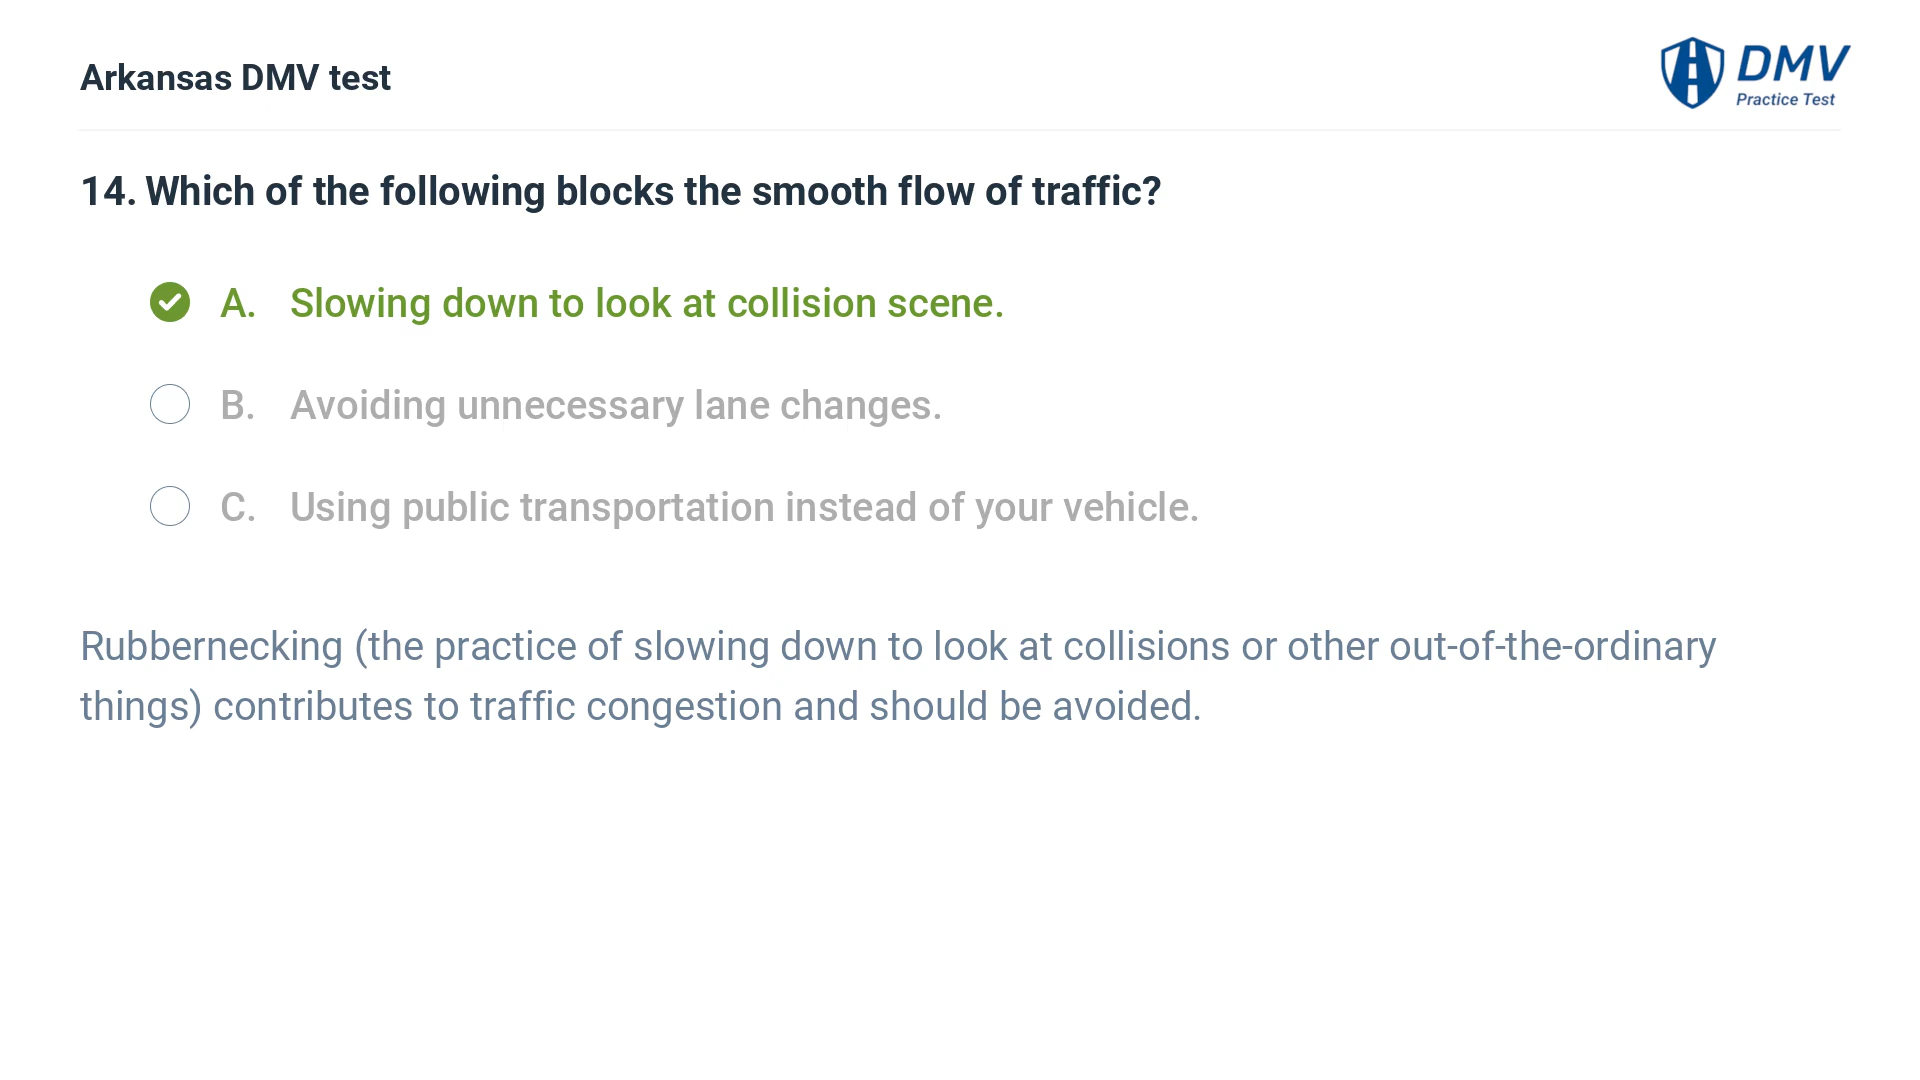 Arkansas DMV test
DMV
Practice Test
14. Which of the following blocks the smooth flow of traffic?
A. Slowing down to look at collision scene.
B. Avoiding unnecessary lane changes.
C. Using public transportation instead of your vehicle.
Rubbernecking (the practice of slowing down to look at collisions or other out-of-the-ordinary
things) contributes to traffic congestion and should be avoided.